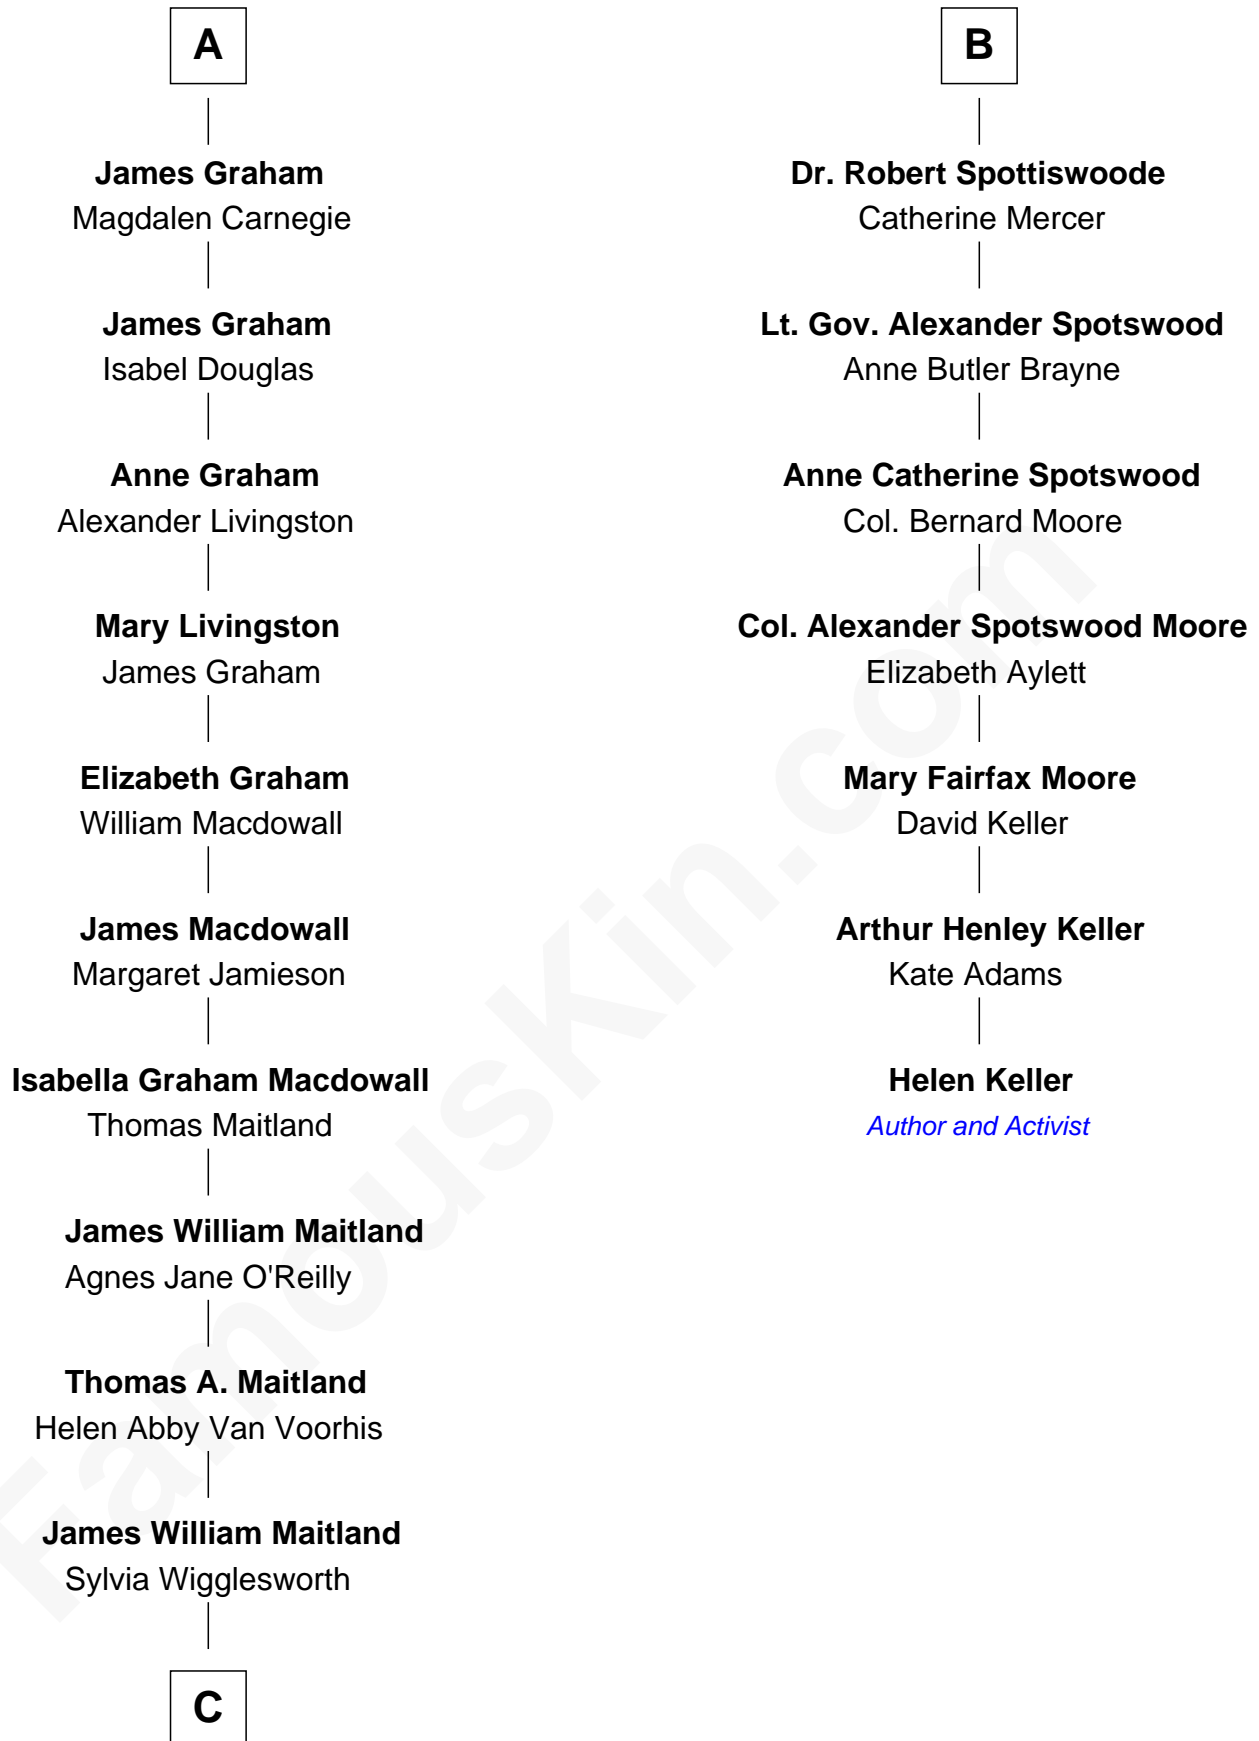 A
James Graham
Magdalen Carnegie
James Graham
Isabel Douglas
Anne Graham
Alexander Livingston
Mary Livingston
James Graham
Elizabeth Graham
William Macdowall
James Macdowall
Margaret Jamieson
Isabella Graham Macdowall
Thomas Maitland
James William Maitland
Agnes Jane O'Reilly
Thomas A. Maitland
Helen Abby Van Voorhis
James William Maitland
Sylvia Wigglesworth
C
B
Dr. Robert Spottiswoode
Catherine Mercer
Lt. Gov. Alexander Spotswood
Anne Butler Brayne
Anne Catherine Spotswood
Col. Bernard Moore
Col. Alexander Spotswood Moore
Elizabeth Aylett
Mary Fairfax Moore
David Keller
Arthur Henley Keller
Kate Adams
Helen Keller
Author and Activist
FamousKin.com